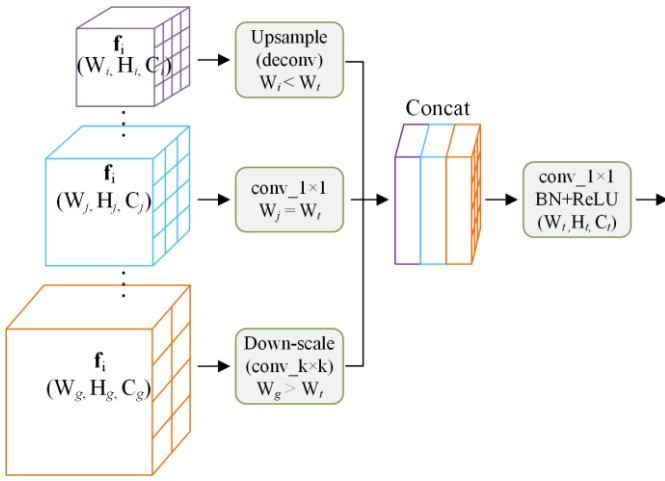 f_i
(W_i, H_i, C_i)
Upsample
(deconv)
W_i < W_t
f_i
(W_j, H_j, C_j)
conv_1×1
W_j = W_t
f_i
(W_g, H_g, C_g)
Down-scale
(conv_k×k)
W_g > W_t
Concat
conv_1×1
BN+ReLU
(W_t, H_t, C_t)